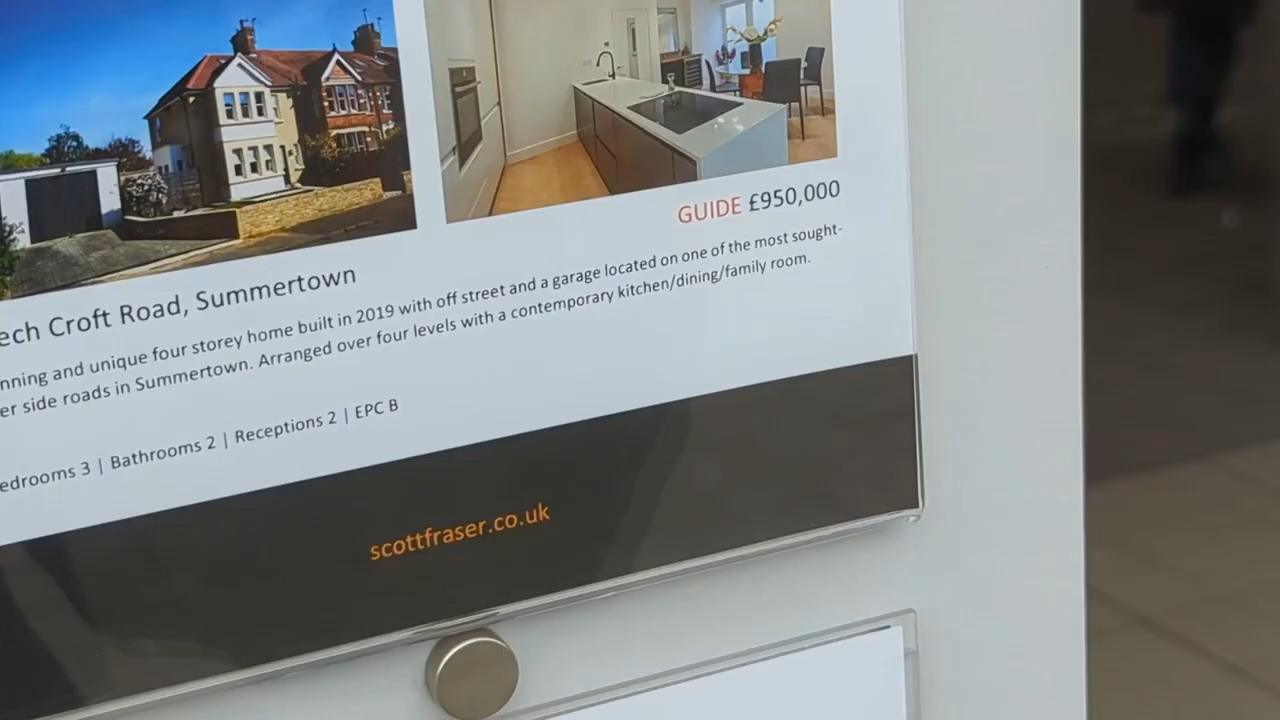 GUIDE £950,000
ech Croft Road, Summertown
nning and unique four storey home built in 2019 with off street and a garage located on one of the most sought-
er side roads in Summertown. Arranged over four levels with a contemporary kitchen/dining/family room.
edrooms 3 | Bathrooms 2 | Receptions 2 | EPC B
scottfraser.co.uk